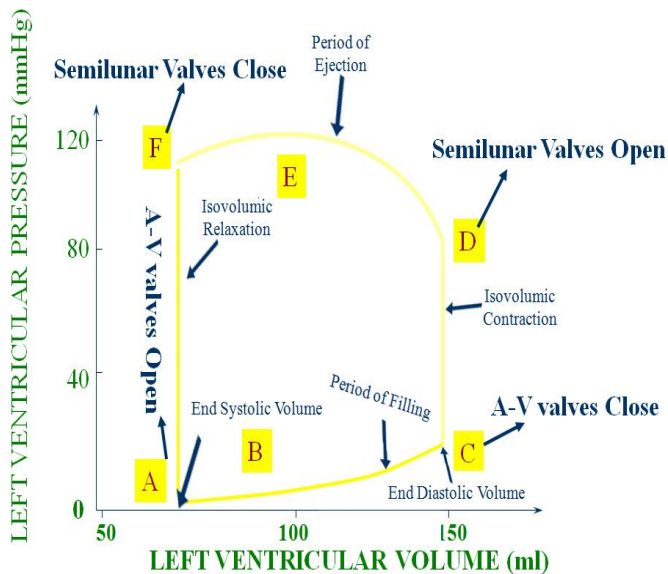 Period of
Ejection
Semilunar Valves Close
LEFT VENTRICULAR PRESSURE (mmHg)
120
F
E
Semilunar Valves Open
D
Isovolumic
Relaxation
80
A-V valves Open
Isovolumic
Contraction
40
End Systolic Volume
Period of Filling
A-V valves Close
B
C
A
End Diastolic Volume
0
50
100
150
LEFT VENTRICULAR VOLUME (ml)